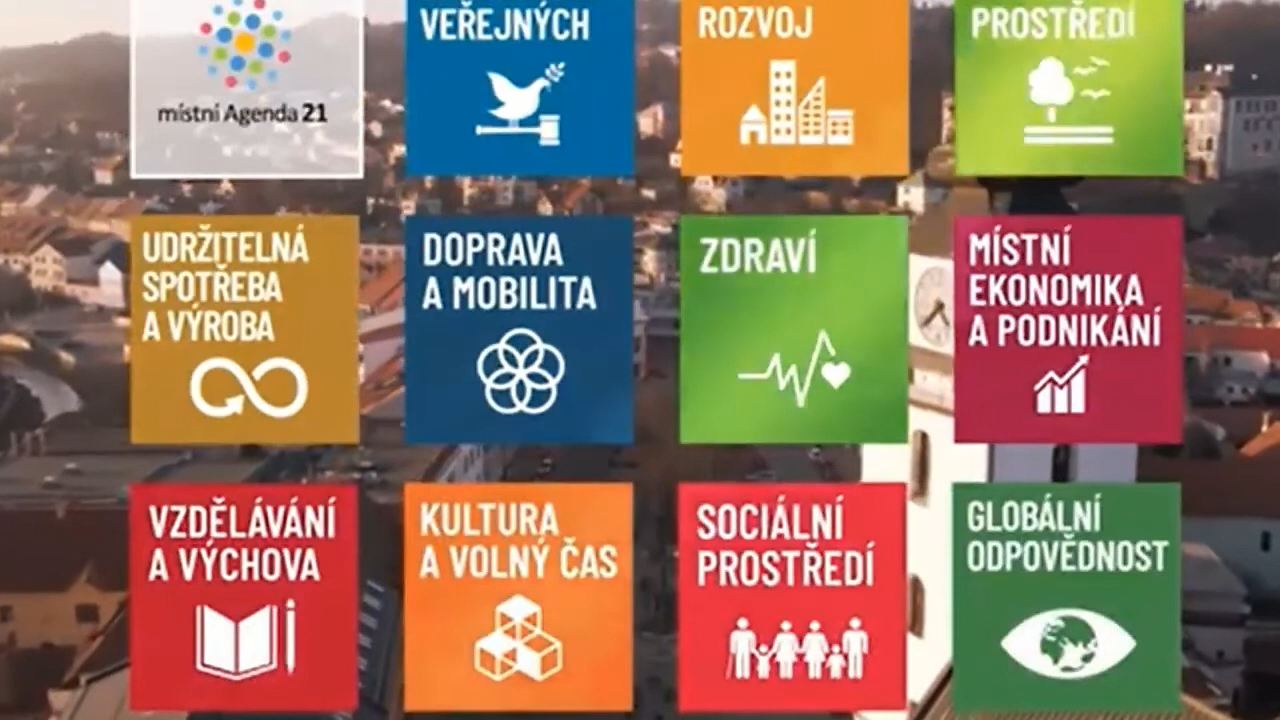 místní Agenda 21
VEŘEJNÝCH
ROZVOJ
PROSTŘEDÍ
UDRŽITELNÁ
SPOTŘEBA
A VÝROBA
DOPRAVA
A MOBILITA
ZDRAVÍ
MÍSTNÍ
EKONOMIKA
A PODNIKÁNÍ
VZDĚLÁVÁNÍ
A VÝCHOVA
KULTURA
A VOLNÝ ČAS
SOCIÁLNÍ
PROSTŘEDÍ
GLOBÁLNÍ
ODPOVĚDNOST